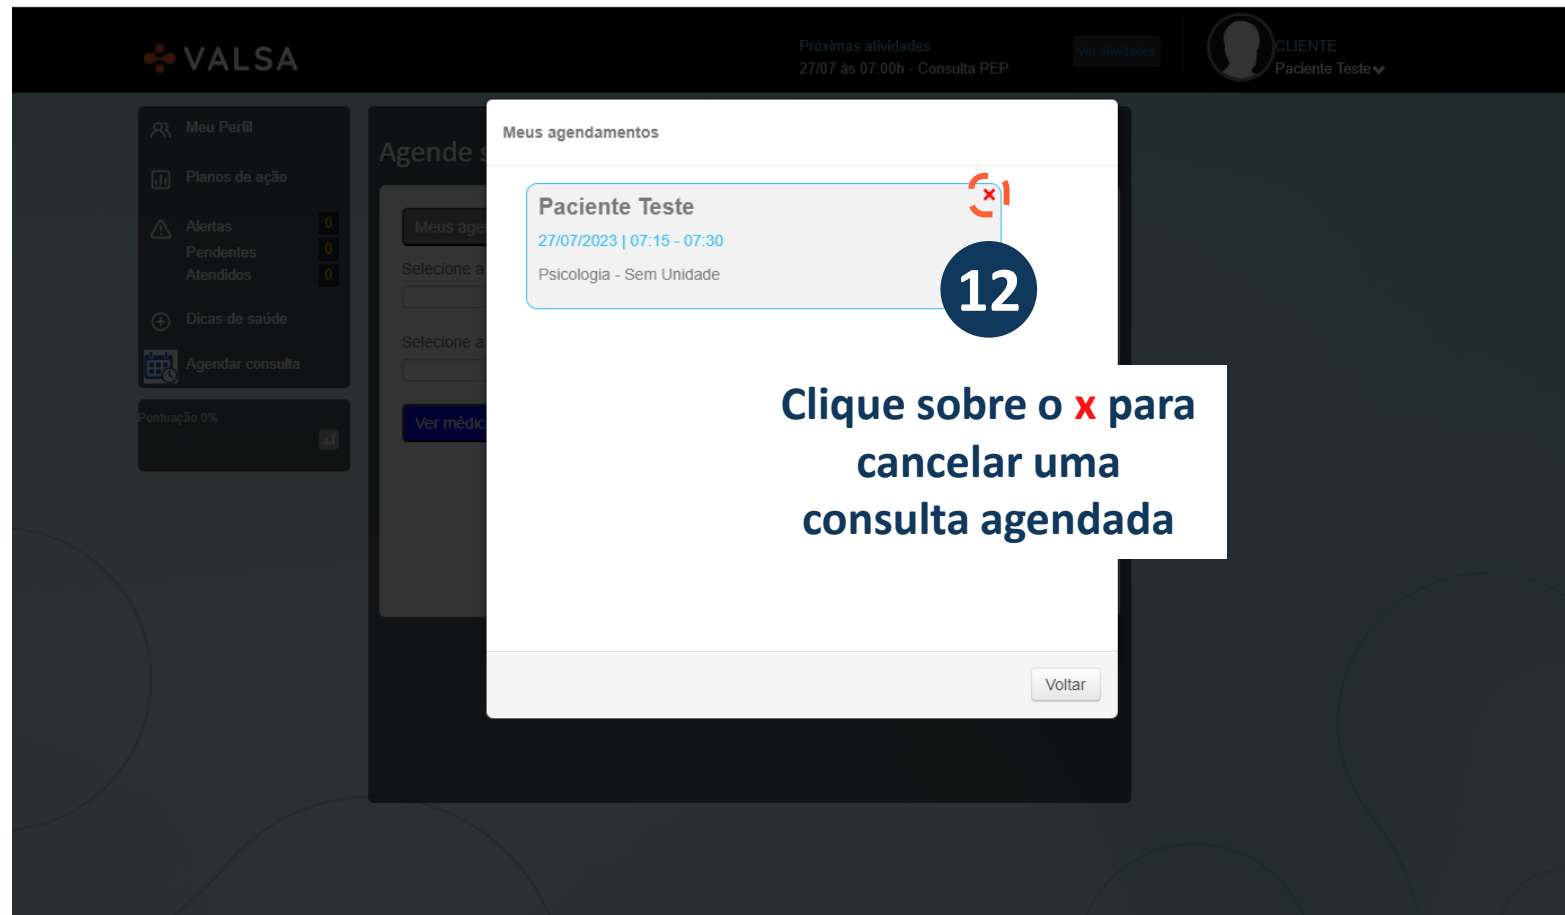 VALSA
Próximas atividades
27/07 às 07:00h - Consulta PEP
Ver atividades
CLIENTE
Paciente Teste
Meu Perfil
Planos de ação
Alertas 0
Pendentes 0
Atendidos 0
Dicas de saúde
Agendar consulta
Pontuação 0%
Agende s
Meus age
Selecione a
Selecione a
Ver médic
Meus agendamentos
Paciente Teste
27/07/2023 | 07:15 - 07:30
Psicologia - Sem Unidade
12
Clique sobre o x para
cancelar uma
consulta agendada
Voltar